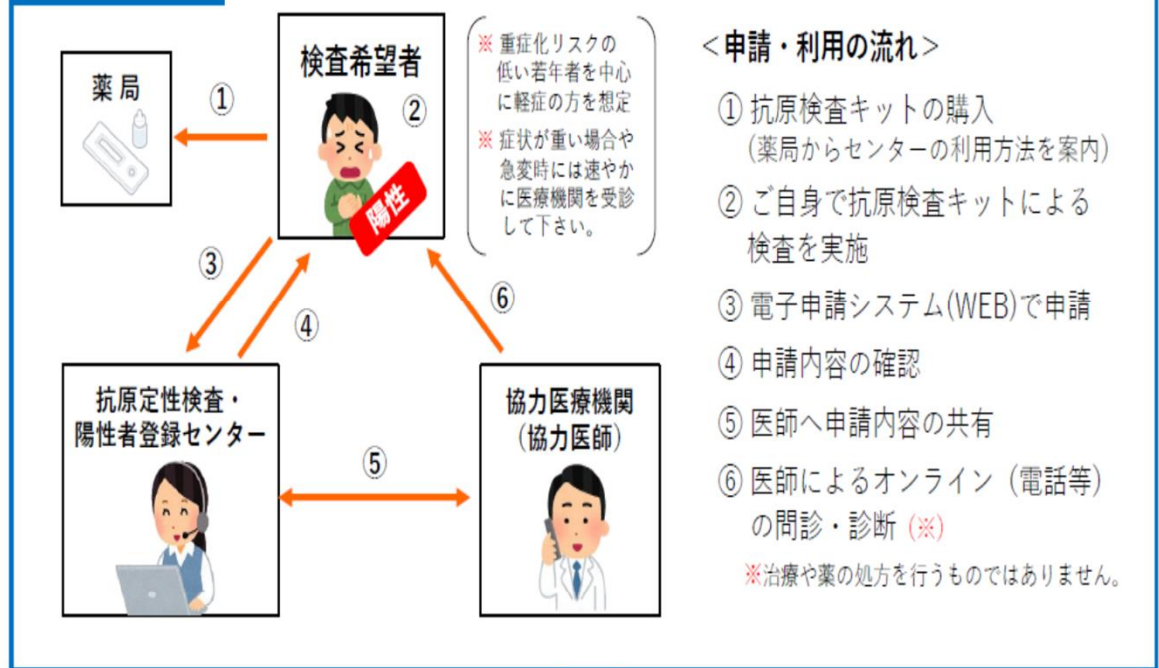 薬局
①
検査希望者
②
陽性
※ 重症化リスクの
低い若年者を中心
に軽症の方を想定
※ 症状が重い場合や
急変時には速やか
に医療機関を受診
して下さい。
③
④
⑥
抗原定性検査・
陽性者登録センター
⑤
協力医療機関
(協力医師)
<申請・利用の流れ>
① 抗原検査キットの購入
(薬局からセンターの利用方法を案内)
② ご自身で抗原検査キットによる
検査を実施
③ 電子申請システム(WEB)で申請
④ 申請内容の確認
⑤ 医師へ申請内容の共有
⑥ 医師によるオンライン(電話等)
の問診・診断 (※)
※治療や薬の処方を行うものではありません。